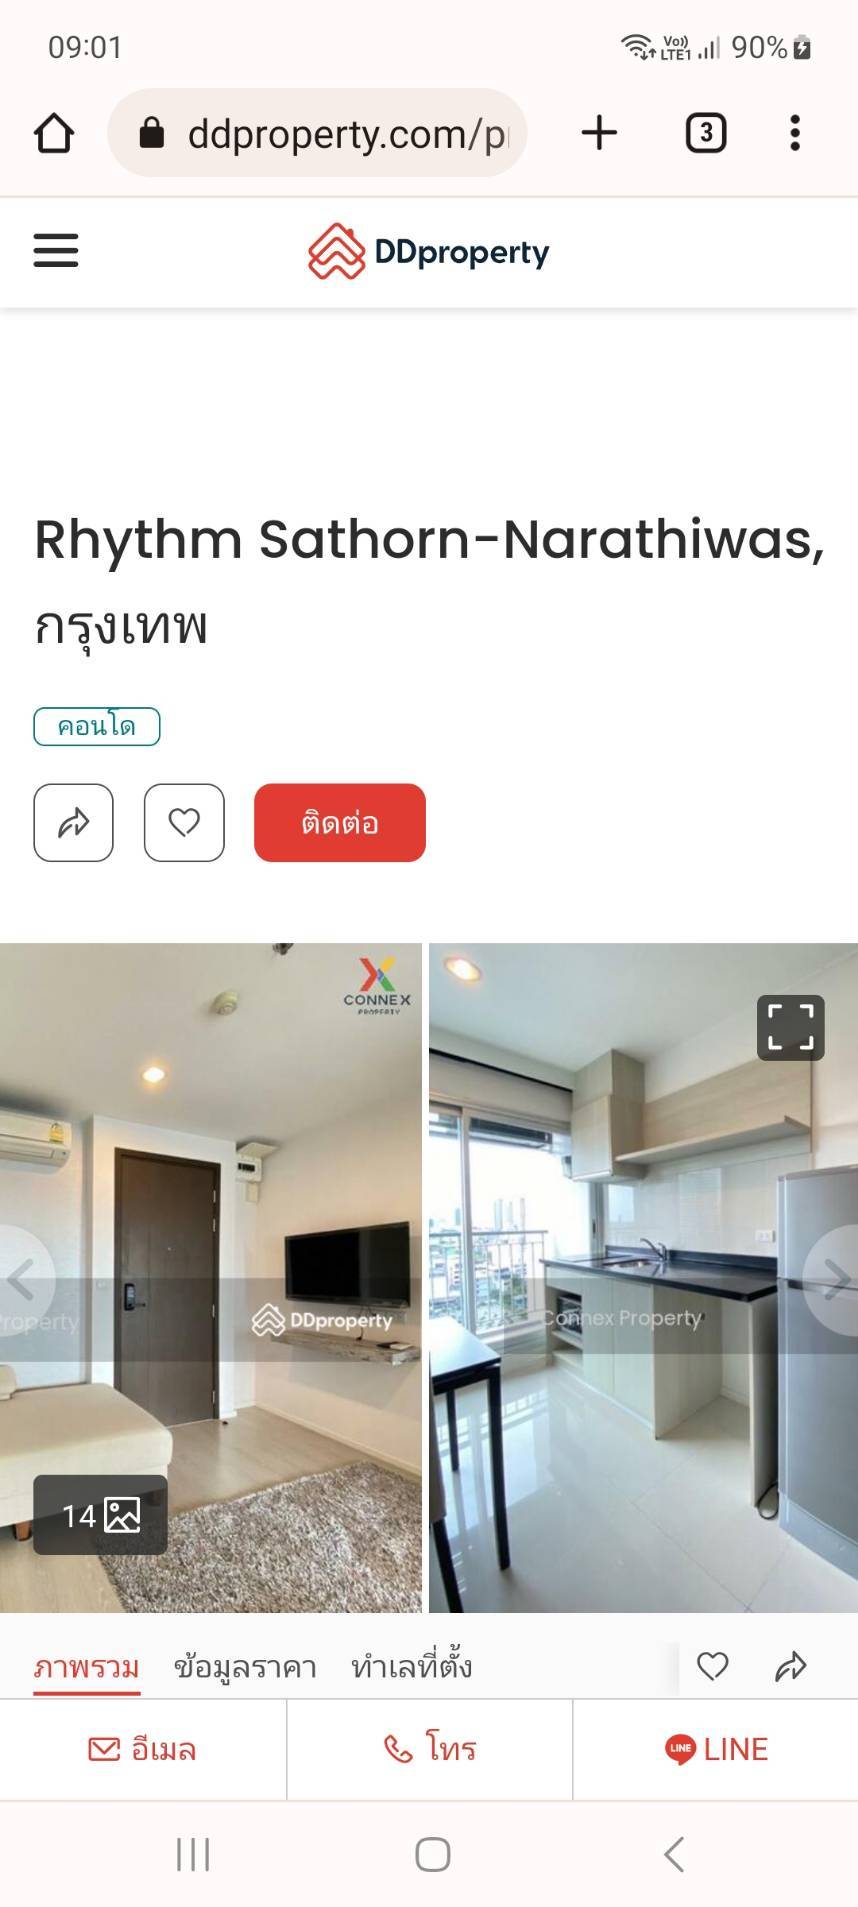 09:01
Vo))
LTE1
90%
ddproperty.com/p
3
DDproperty
Rhythm Sathorn-Narathiwas,
กรุงเทพ
คอนโด
ติดต่อ
CONNEX
PROPERTY
roperty
DDproperty
Connex Property
14
ภาพรวม ข้อมูลราคา ทำเลที่ตั้ง
อีเมล
โทร
LINE
LINE